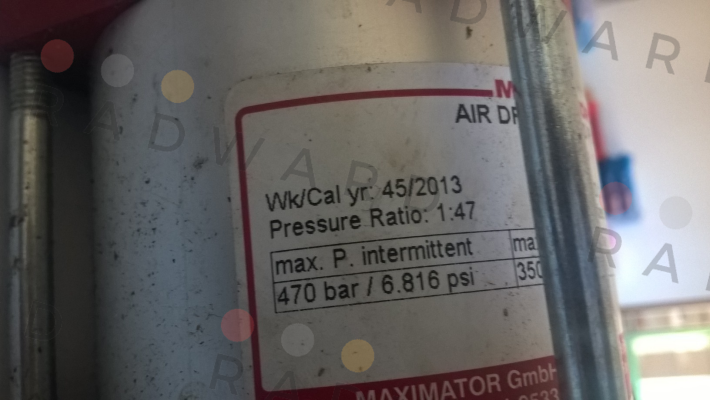 AIR
Wk/Cal yr: 45/2013
Pressure Ratio: 1:47
max. P. intermittent
470 bar / 6.816 psi
350
MAXIMATOR GmbH
RADWARD